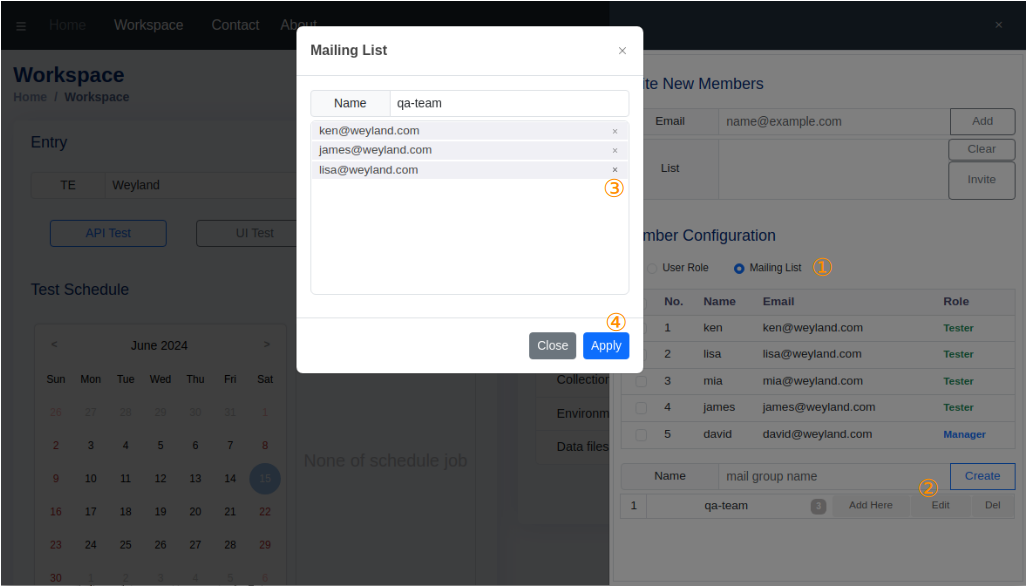 ☰ Home Workspace Contact About ×
Workspace
Home / Workspace
Entry
TE Weyland
API Test UI Test
Test Schedule
< June 2024 >
Sun Mon Tue Wed Thu Fri Sat
26 27 28 29 30 31 1
2 3 4 5 6 7 8
9 10 11 12 13 14 15
16 17 18 19 20 21 22
23 24 25 26 27 28 29
30 1 2 3 4 5 6
None of schedule job
Collection
Environm
Data files
Mailing List ×
Name qa-team
ken@weyland.com ×
james@weyland.com ×
lisa@weyland.com ×
③
④
Close Apply
ite New Members
Email name@example.com Add
List Clear
Invite
mber Configuration
User Role Mailing List ①
No. Name Email Role
1 ken ken@weyland.com Tester
2 lisa lisa@weyland.com Tester
3 mia mia@weyland.com Tester
4 james james@weyland.com Tester
5 david david@weyland.com Manager
Name mail group name Create
②
1 qa-team 3 Add Here Edit Del